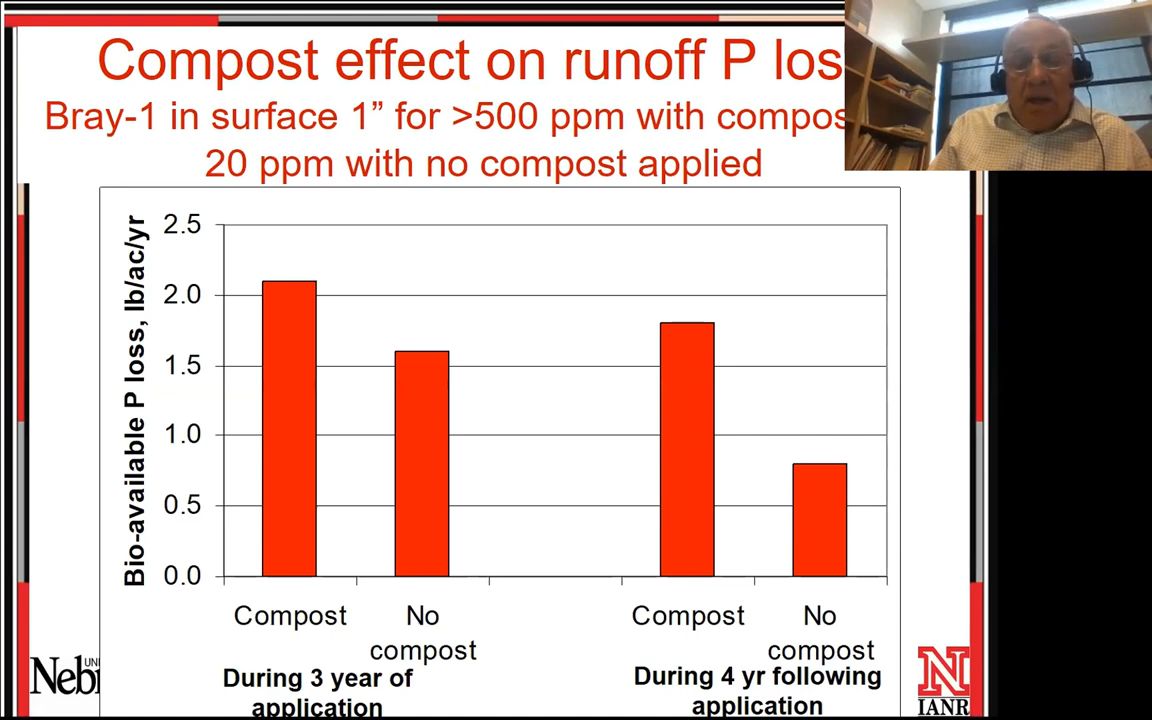 Compost effect on runoff P los
Bray-1 in surface 1” for >500 ppm with compos
20 ppm with no compost applied
Bio-available P loss, lb/ac/yr
2.5
2.0
1.5
1.0
0.5
0.0
Compost
No
compost
Compost
No
compost
During 3 year of
application
During 4 yr following
application
UNI
Neb
N
IANR